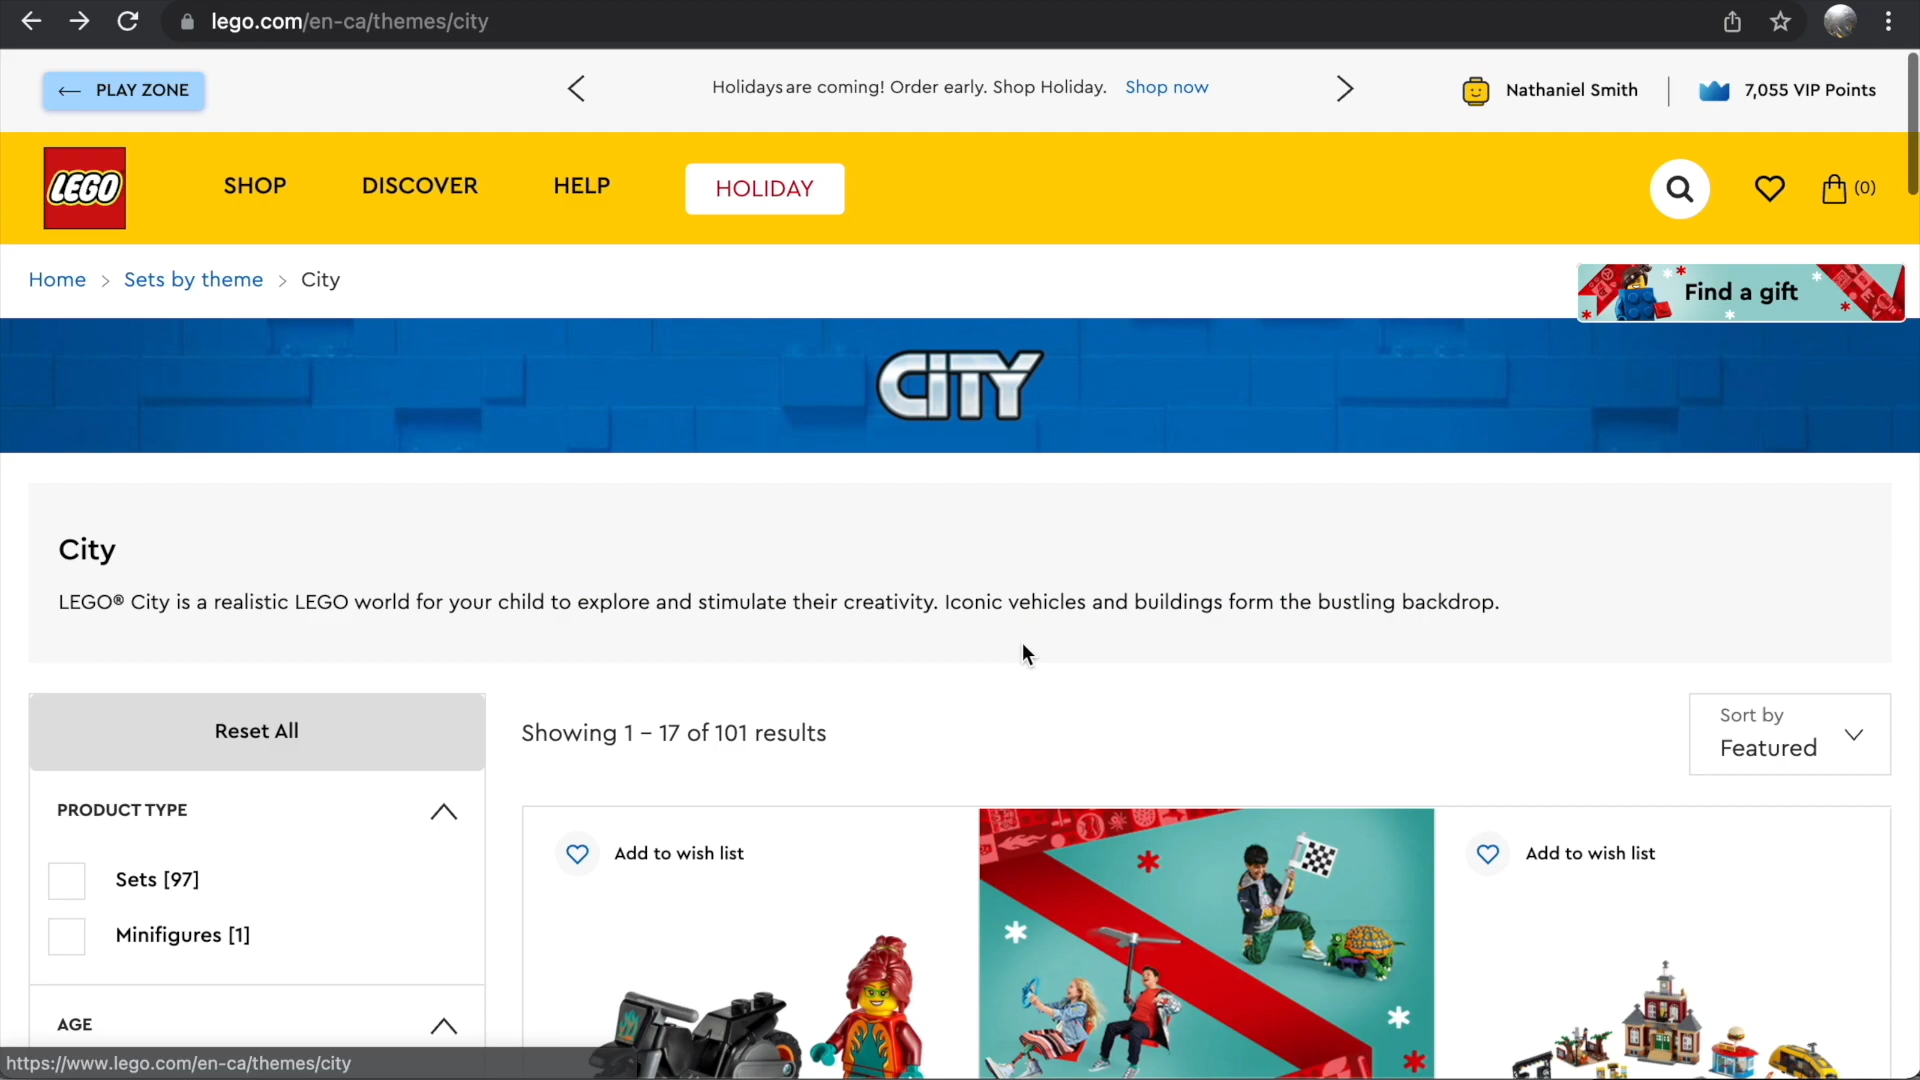 lego.com/en-ca/themes/city
PLAY ZONE
Holidays are coming! Order early. Shop Holiday. Shop now
Nathaniel Smith
7,055 VIP Points
LEGO
SHOP
DISCOVER
HELP
HOLIDAY
(0)
Home > Sets by theme > City
Find a gift
CITY
City
LEGO® City is a realistic LEGO world for your child to explore and stimulate their creativity. Iconic vehicles and buildings form the bustling backdrop.
Reset All
Showing 1 – 17 of 101 results
Sort by
Featured
PRODUCT TYPE
Add to wish list
Add to wish list
Sets [97]
Minifigures [1]
AGE
https://www.lego.com/en-ca/themes/city